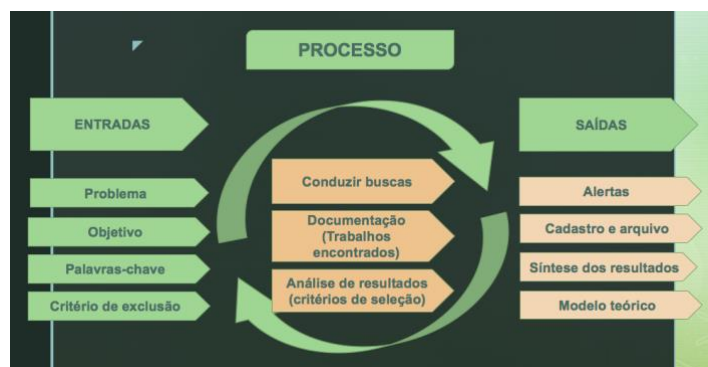 PROCESSO
ENTRADAS
Problema
Objetivo
Palavras-chave
Critério de exclusão
Conduzir buscas
Documentação
(Trabalhos
encontrados)
Análise de resultados
(critérios de seleção)
SAÍDAS
Alertas
Cadastro e arquivo
Síntese dos resultados
Modelo teórico